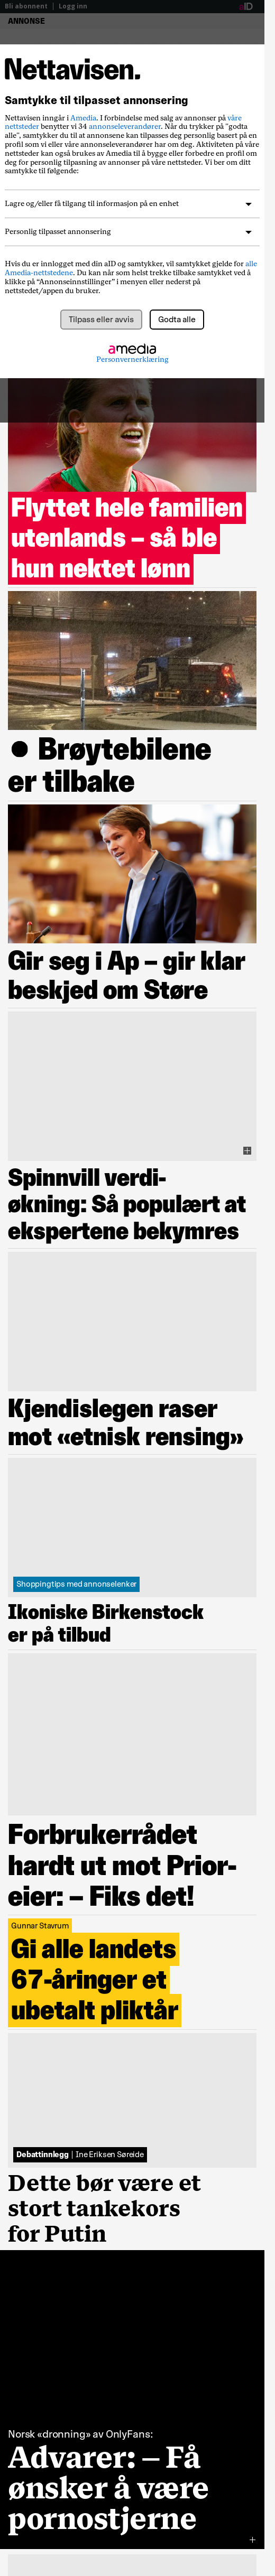 Bli abonnent | Logg inn
aID
ANNONSE
Nettavisen.
Samtykke til tilpasset annonsering
Nettavisen inngår i Amedia. I forbindelse med salg av annonser på våre
nettsteder benytter vi 34 annonseleverandører. Når du trykker på "godta
alle", samtykker du til at annonsene kan tilpasses deg personlig basert på en
profil som vi eller våre annonseleverandører har om deg. Aktiviteten på våre
nettsteder kan også brukes av Amedia til å bygge eller forbedre en profil om
deg for personlig tilpasning av annonser på våre nettsteder. Vi ber om ditt
samtykke til følgende:
Lagre og/eller få tilgang til informasjon på en enhet
Personlig tilpasset annonsering
Hvis du er innlogget med din aID og samtykker, vil samtykket gjelde for alle
Amedia-nettstedene. Du kan når som helst trekke tilbake samtykket ved å
klikke på “Annonseinnstillinger” i menyen eller nederst på
nettstedet/appen du bruker.
Tilpass eller avvis
Godta alle
amedia
Personvernerklæring
Flyttet hele familien
utenlands – så ble
hun nektet lønn
● Brøytebilene
er tilbake
Gir seg i Ap – gir klar
beskjed om Støre
Spinnvill verdi-
økning: Så populært at
ekspertene bekymres
Kjendislegen raser
mot «etnisk rensing»
Shoppingtips med annonselenker
Ikoniske Birkenstock
er på tilbud
Forbrukerrådet
hardt ut mot Prior-
eier: – Fiks det!
Gunnar Stavrum
Gi alle landets
67-åringer et
ubetalt pliktår
Debattinnlegg | Ine Eriksen Søreide
Dette bør være et
stort tankekors
for Putin
Norsk «dronning» av OnlyFans:
Advarer: – Få
ønsker å være
pornostjerne